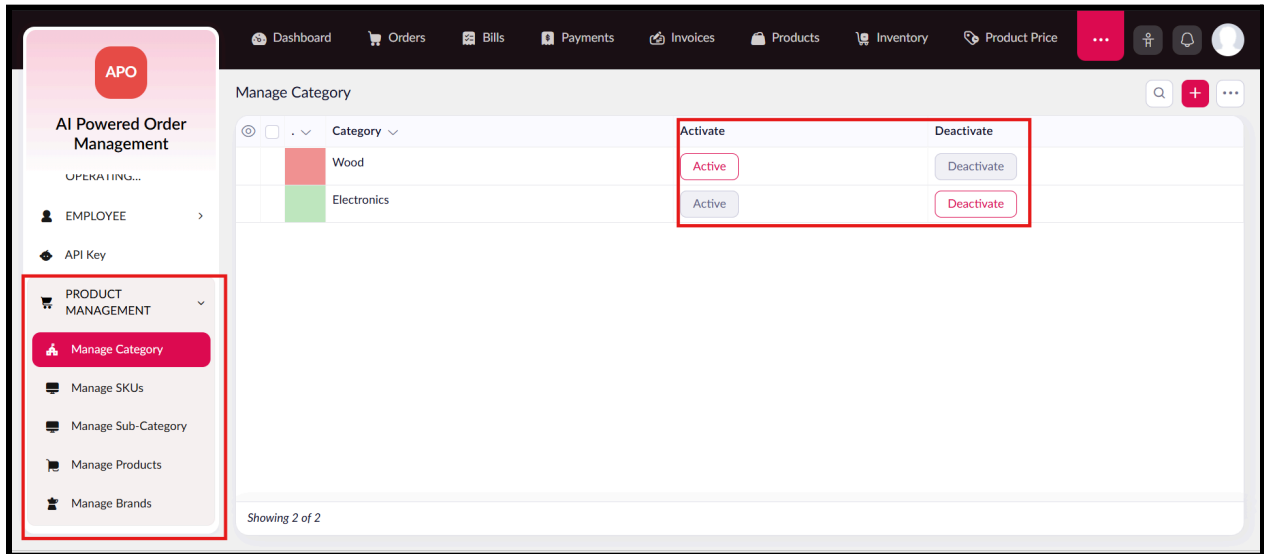 Dashboard Orders Bills Payments Invoices Products Inventory Product Price
APO
AI Powered Order
Management
OPERATING...
EMPLOYEE
API Key
PRODUCT
MANAGEMENT
Manage Category
Manage SKUs
Manage Sub-Category
Manage Products
Manage Brands
Manage Category
. Category Activate Deactivate
Wood Active Deactivate
Electronics Active Deactivate
Showing 2 of 2